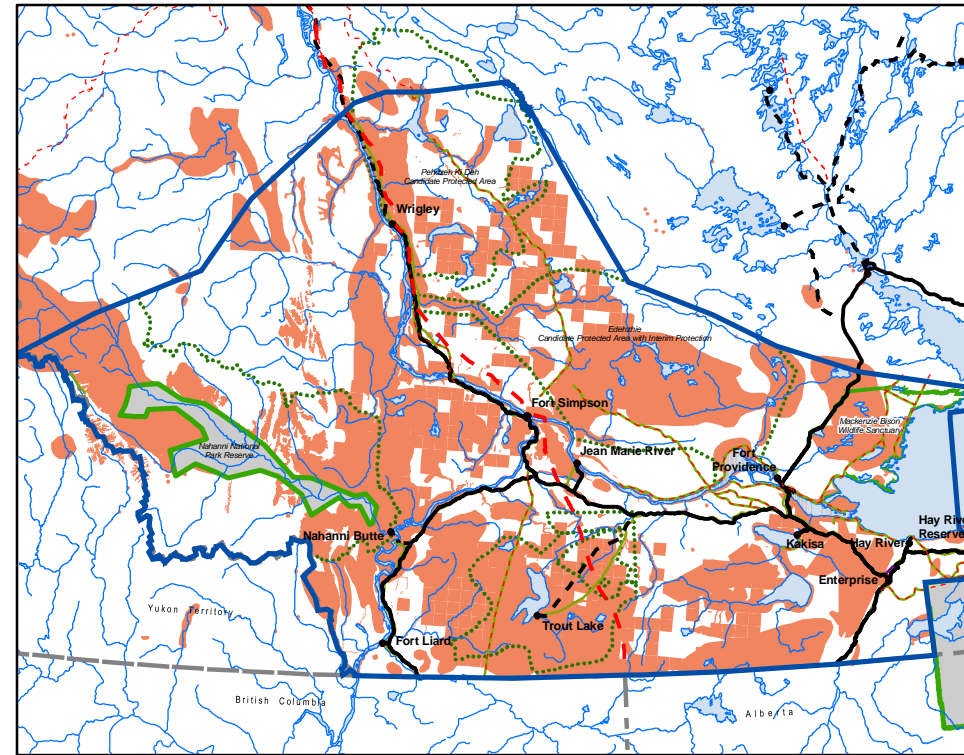 Pehdzeh Ki Deh
Candidate Protected Area
Wrigley
Edehzhie
Candidate Protected Area with Interim Protection
Fort Simpson
Mackenzie Bison
Wildlife Sanctuary
Nahanni National
Park Reserve
Jean Marie River
Fort
Providence
Nahanni Butte
Kakisa
Hay River
Hay Rive
Reserve
Enterprise
Yukon Territory
Trout Lake
Fort Liard
British Columbia
Alberta